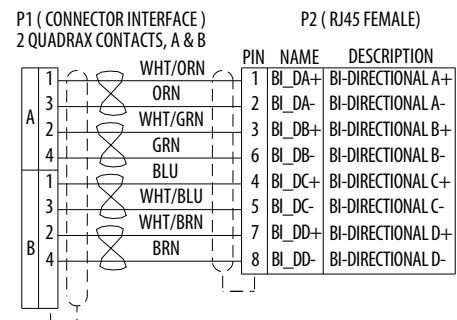 P1 ( CONNECTOR INTERFACE )
2 QUADRAX CONTACTS, A & B
P2 ( RJ45 FEMALE)
PIN NAME DESCRIPTION
A 1 WHT/ORN 1 BI_DA+ BI-DIRECTIONAL A+
3 ORN 2 BI_DA- BI-DIRECTIONAL A-
2 WHT/GRN 3 BI_DB+ BI-DIRECTIONAL B+
4 GRN 6 BI_DB- BI-DIRECTIONAL B-
B 1 BLU 4 BI_DC+ BI-DIRECTIONAL C+
3 WHT/BLU 5 BI_DC- BI-DIRECTIONAL C-
2 WHT/BRN 7 BI_DD+ BI-DIRECTIONAL D+
4 BRN 8 BI_DD- BI-DIRECTIONAL D-